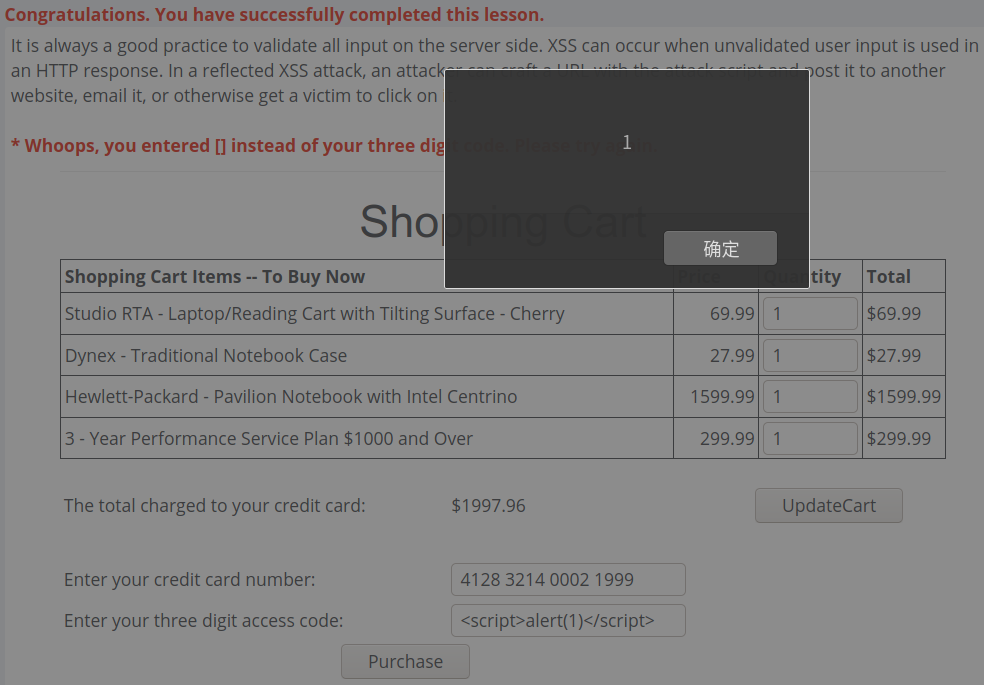 Congratulations. You have successfully completed this lesson.
It is always a good practice to validate all input on the server side. XSS can occur when unvalidated user input is used in
an HTTP response. In a reflected XSS attack, an attacker can craft a URL with the attack script and post it to another
website, email it, or otherwise get a victim to click on it.
* Whoops, you entered [] instead of your three digit code. Please try again.
1
确定
Shopping Cart
Shopping Cart Items -- To Buy Now Price Quantity Total
Studio RTA - Laptop/Reading Cart with Tilting Surface - Cherry 69.99 1 $69.99
Dynex - Traditional Notebook Case 27.99 1 $27.99
Hewlett-Packard - Pavilion Notebook with Intel Centrino 1599.99 1 $1599.99
3 - Year Performance Service Plan $1000 and Over 299.99 1 $299.99
The total charged to your credit card: $1997.96 UpdateCart
Enter your credit card number: 4128 3214 0002 1999
Enter your three digit access code: <script>alert(1)</script>
Purchase